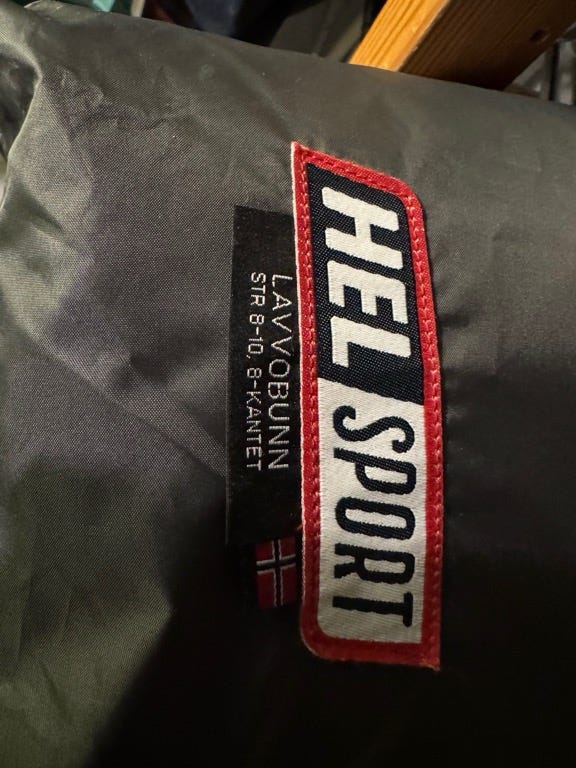 HEL SPORT
LAVVOBUNN
STR 8-10, 8-KANTET